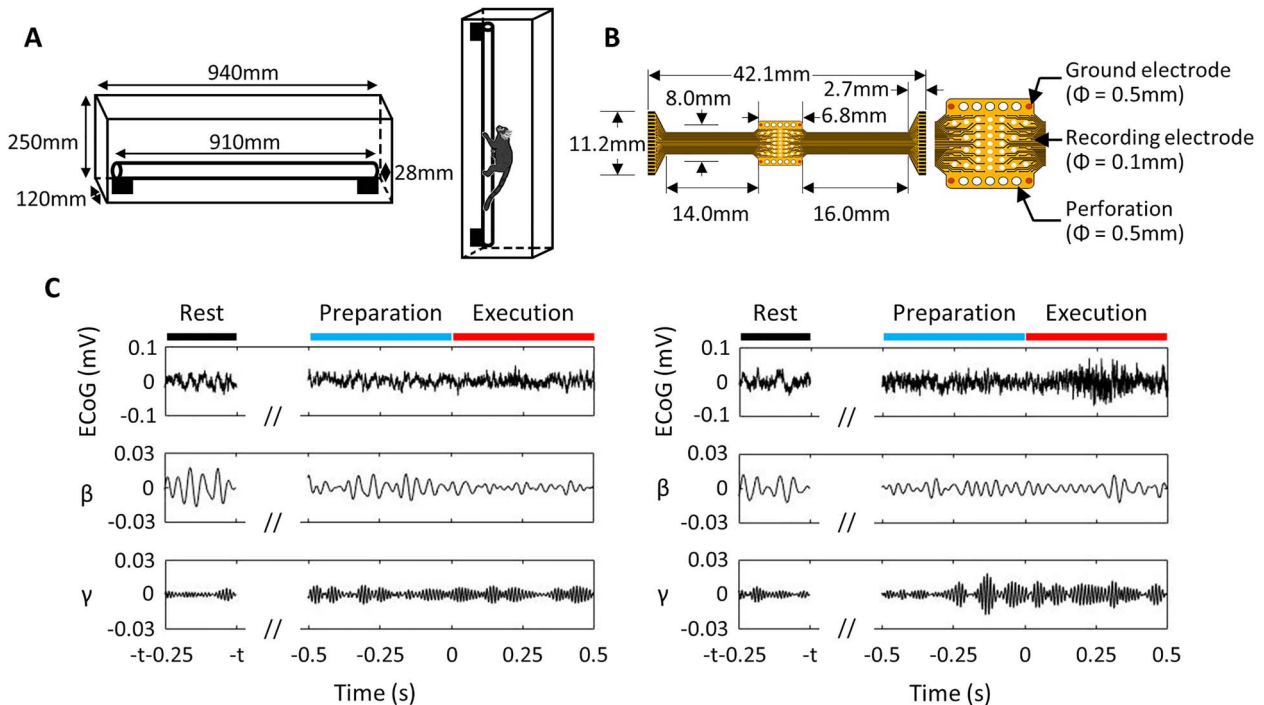 A
940mm
250mm
910mm
28mm
120mm
B
42.1mm
2.7mm
8.0mm
6.8mm
11.2mm
14.0mm
16.0mm
Ground electrode
(Φ = 0.5mm)
Recording electrode
(Φ = 0.1mm)
Perforation
(Φ = 0.5mm)
C
Rest Preparation Execution
ECoG (mV)
0.1
0
-0.1
//
β
0.03
0
-0.03
//
γ
0.03
0
-0.03
//
-t-0.25 -t -0.5 -0.25 0 0.25 0.5
Time (s)
Rest Preparation Execution
ECoG (mV)
0.1
0
-0.1
//
β
0.03
0
-0.03
//
γ
0.03
0
-0.03
//
-t-0.25 -t -0.5 -0.25 0 0.25 0.5
Time (s)